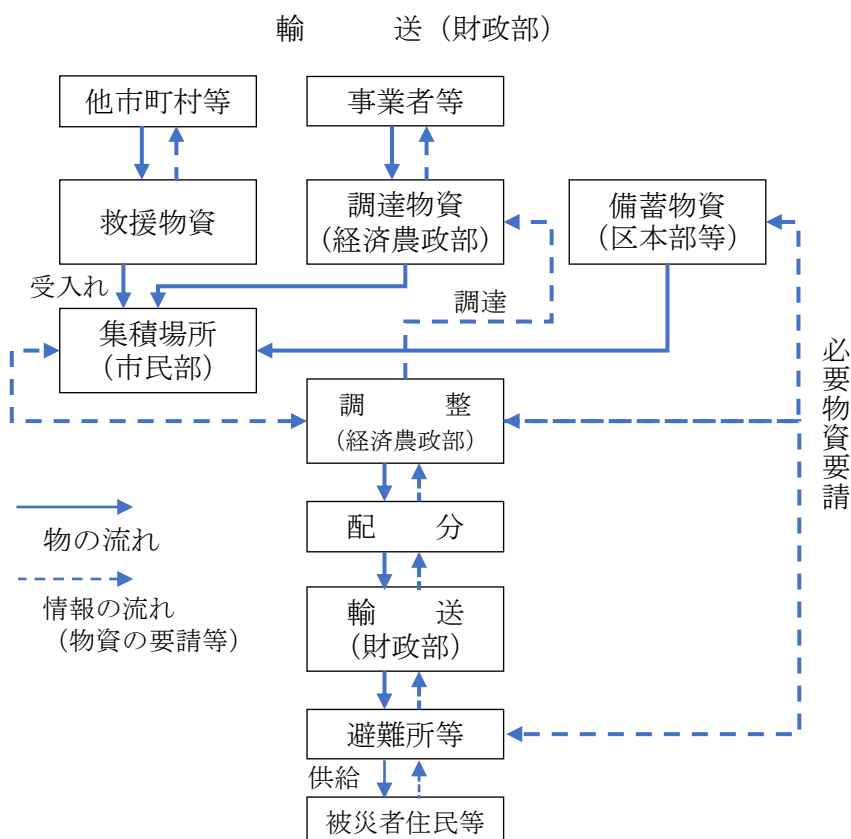 輸　　　送（財政部）
他市町村等
事業者等
救援物資
調達物資
（経済農政部）
備蓄物資
（区本部等）
受入れ
調達
集積場所
（市民部）
必要物資要請
調　　　整
（経済農政部）
物の流れ
配　　　分
情報の流れ
（物資の要請等）
輸　　　送
（財政部）
避難所等
供給
被災者住民等